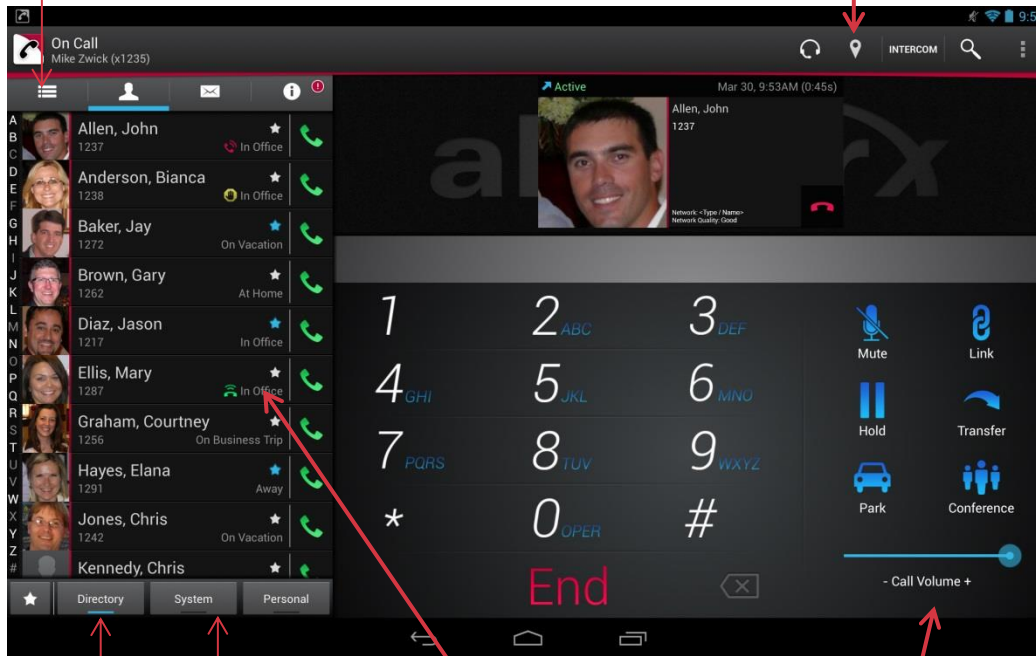 9:5
On Call
Mike Zwick (x1235)
INTERCOM
Active
Mar 30, 9:53AM (0:45s)
Allen, John
1237
Network: <Type / Name>
Network Quality: Good
A
B
C
D
E
F
G
H
I
J
K
L
M
N
O
P
Q
R
S
T
U
V
W
X
Y
Z
#
Allen, John
1237
In Office
Anderson, Bianca
1238
In Office
Baker, Jay
1272
On Vacation
Brown, Gary
1262
At Home
Diaz, Jason
1217
In Office
Ellis, Mary
1287
In Office
Graham, Courtney
1256
On Business Trip
Hayes, Elana
1291
Away
Jones, Chris
1242
On Vacation
Kennedy, Chris
Directory
System
Personal
1
2 ABC
3 DEF
4 GHI
5 JKL
6 MNO
7 PQRS
8 TUV
9 WXYZ
*
0 OPER
#
End
Mute
Link
Hold
Transfer
Park
Conference
- Call Volume +